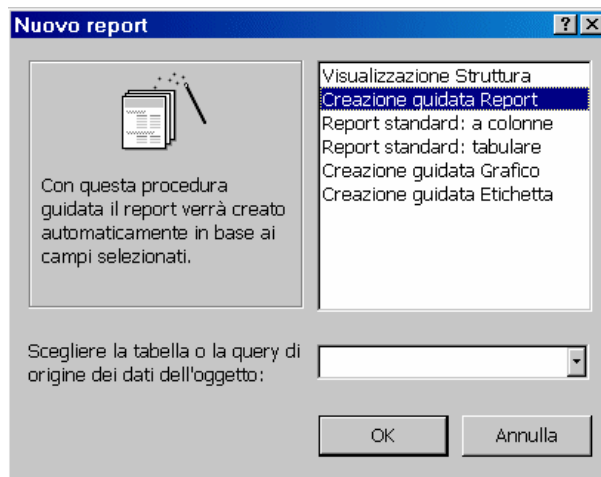 Nuovo report
Visualizzazione Struttura
Creazione guidata Report
Report standard: a colonne
Report standard: tabulare
Creazione guidata Grafico
Creazione guidata Etichetta
Con questa procedura
guidata il report verrà creato
automaticamente in base ai
campi selezionati.
Scegliere la tabella o la query di
origine dei dati dell'oggetto:
OK
Annulla